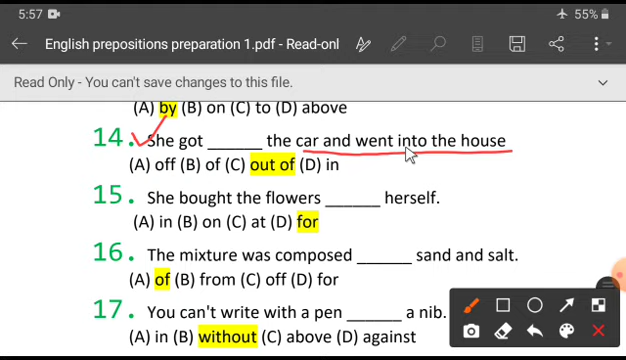 5:57 55%
English prepositions preparation 1.pdf - Read-onl
Read Only - You can't save changes to this file.
(A) by (B) on (C) to (D) above
14. She got ______ the car and went into the house
(A) off (B) of (C) out of (D) in
15. She bought the flowers ______ herself.
(A) in (B) on (C) at (D) for
16. The mixture was composed ______ sand and salt.
(A) of (B) from (C) off (D) for
17. You can't write with a pen ______ a nib.
(A) in (B) without (C) above (D) against